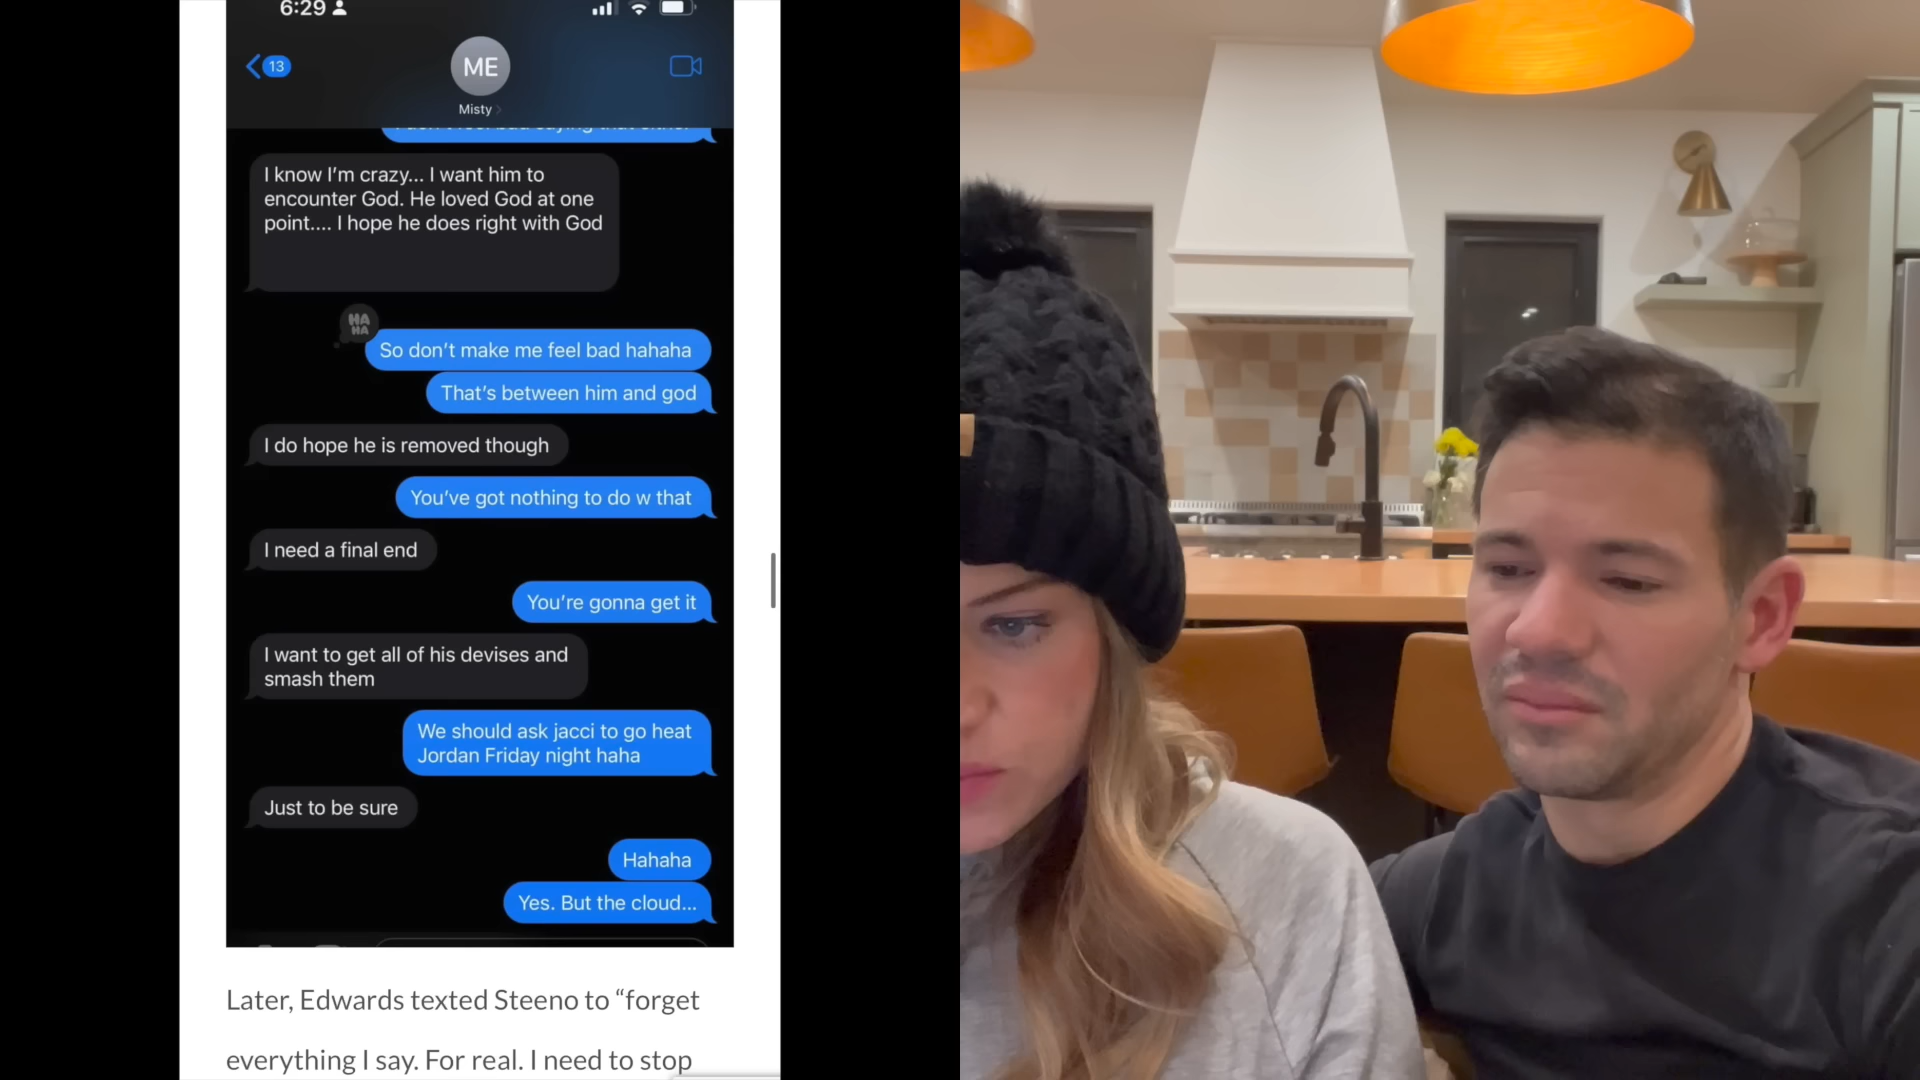 6:29
13
ME
Misty
I know I'm crazy... I want him to
encounter God. He loved God at one
point.... I hope he does right with God
HA
HA
So don't make me feel bad hahaha
That's between him and god
I do hope he is removed though
You've got nothing to do w that
I need a final end
You're gonna get it
I want to get all of his devises and
smash them
We should ask jacci to go heat
Jordan Friday night haha
Just to be sure
Hahaha
Yes. But the cloud...
Later, Edwards texted Steeno to “forget
everything I say. For real. I need to stop